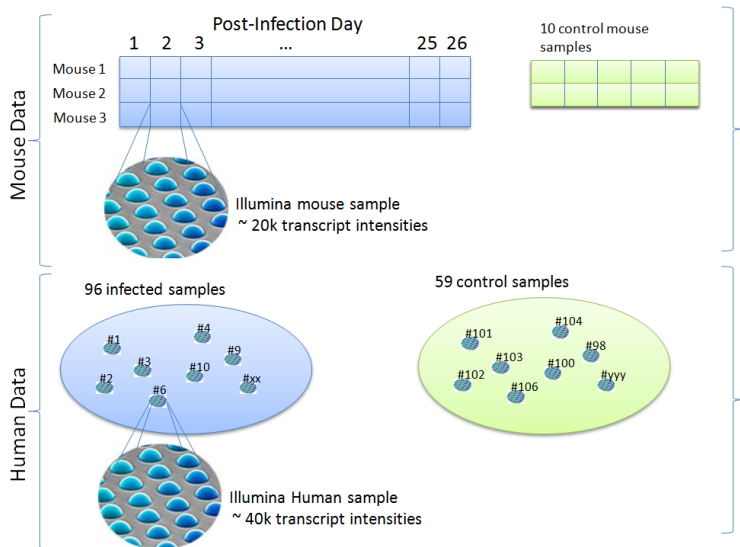 Post-Infection Day
1 2 3 ... 25 26
10 control mouse
samples
Mouse 1
Mouse 2
Mouse 3
Mouse Data
Illumina mouse sample
~ 20k transcript intensities
96 infected samples
59 control samples
#1
#4
#3
#9
#10
#2
#6
#xx
#101
#104
#103
#98
#100
#102
#106
#yyy
Human Data
Illumina Human sample
~ 40k transcript intensities